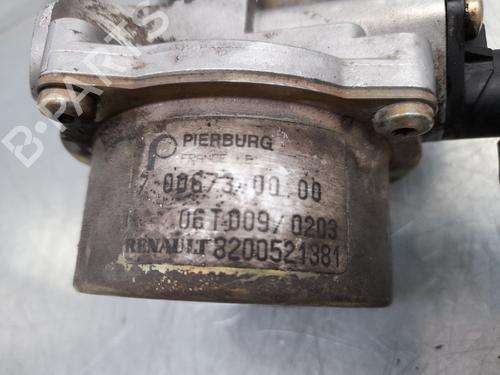 B-PARTS
PIERBURG
7.00673.00.00
06T009/0203
RENAULT 8200521381